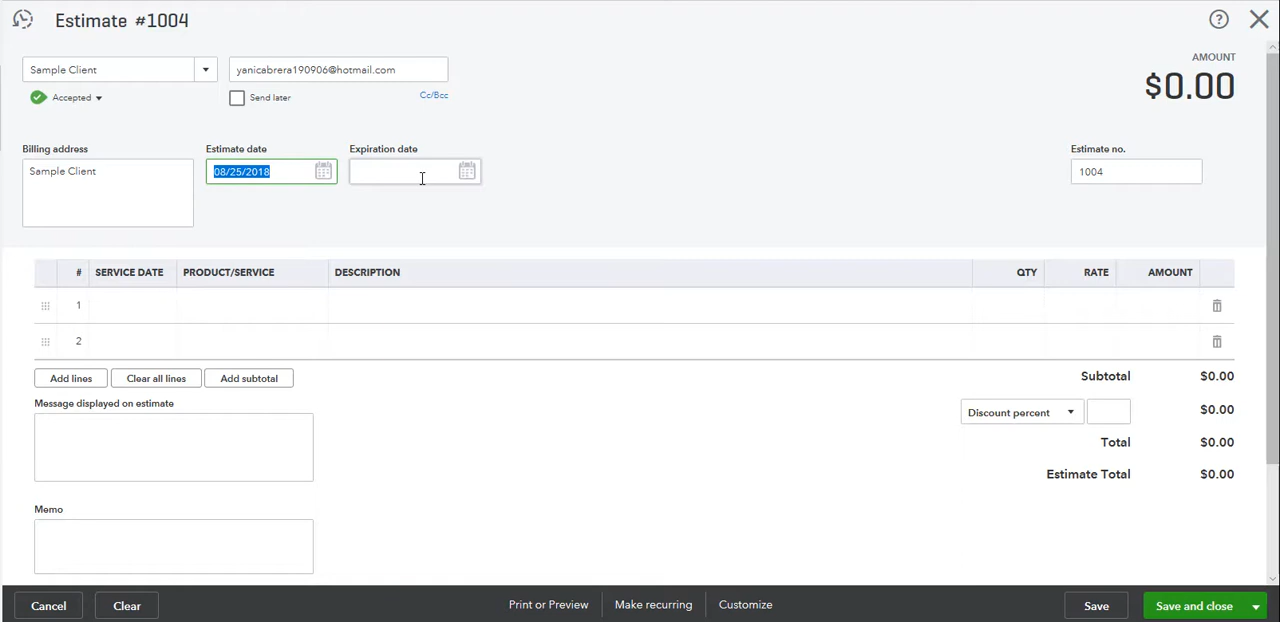 Estimate #1004
AMOUNT
$0.00
Sample Client
yanicabrera190906@hotmail.com
Accepted
Send later
Cc/Bcc
Billing address
Estimate date
Expiration date
Estimate no.
Sample Client
08/25/2018
1004
# SERVICE DATE PRODUCT/SERVICE DESCRIPTION QTY RATE AMOUNT
1
2
Add lines
Clear all lines
Add subtotal
Subtotal $0.00
Message displayed on estimate
Discount percent $0.00
Total $0.00
Estimate Total $0.00
Memo
Cancel
Clear
Print or Preview
Make recurring
Customize
Save
Save and close